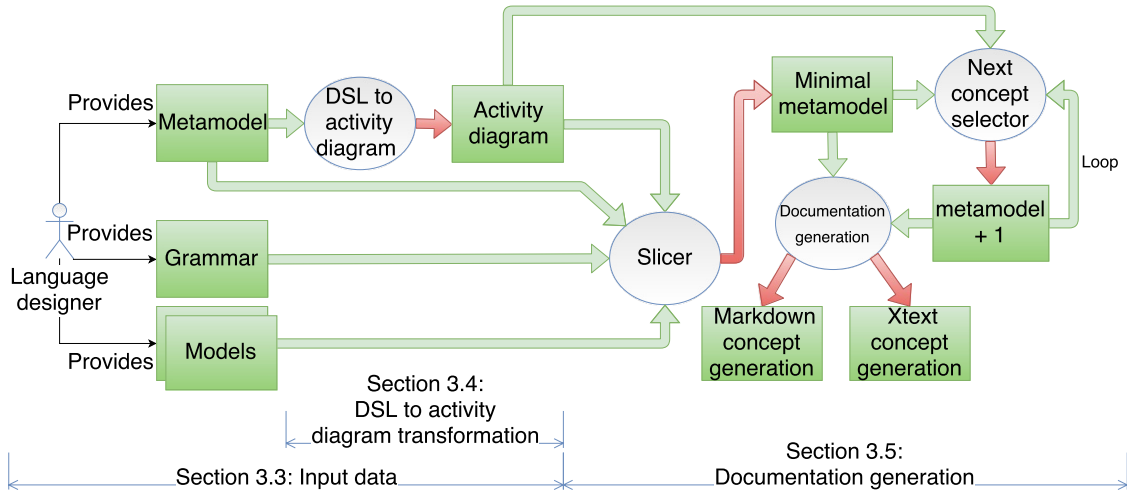 Provides
Metamodel
DSL to
activity
diagram
Activity
diagram
Minimal
metamodel
Next
concept
selector
Loop
Provides
Language
designer
Grammar
Slicer
Documentation
generation
metamodel
+ 1
Provides
Models
Markdown
concept
generation
Xtext
concept
generation
Section 3.4:
DSL to activity
diagram transformation
Section 3.3: Input data
Section 3.5:
Documentation generation